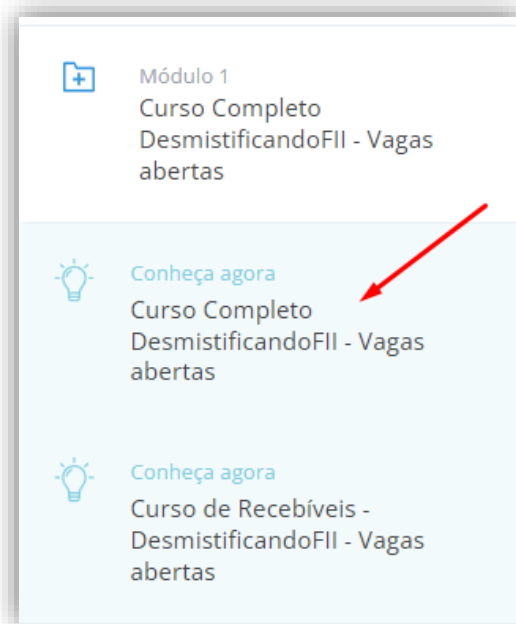 Módulo 1
Curso Completo
DesmistificandoFII - Vagas
abertas
Conheça agora
Curso Completo
DesmistificandoFII - Vagas
abertas
Conheça agora
Curso de Recebíveis -
DesmistificandoFII - Vagas
abertas